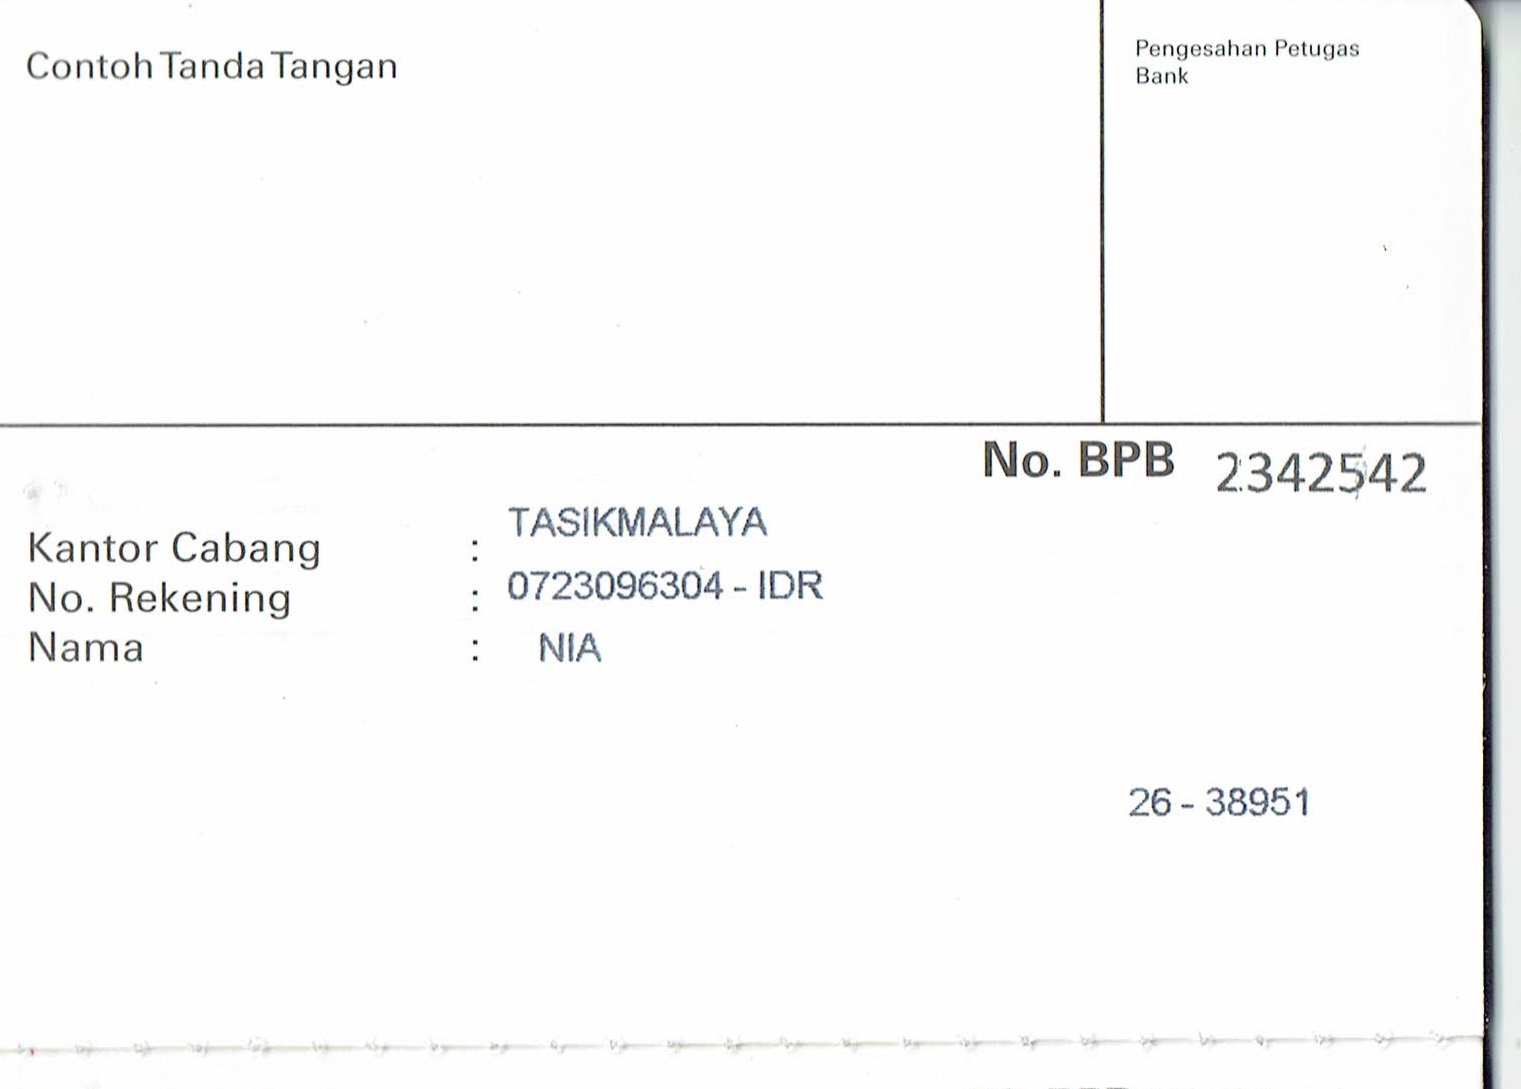 Contoh Tanda Tangan
Pengesahan Petugas
Bank
No. BPB 2342542
Kantor Cabang : TASIKMALAYA
No. Rekening : 0723096304 - IDR
Nama : NIA
26 - 38951